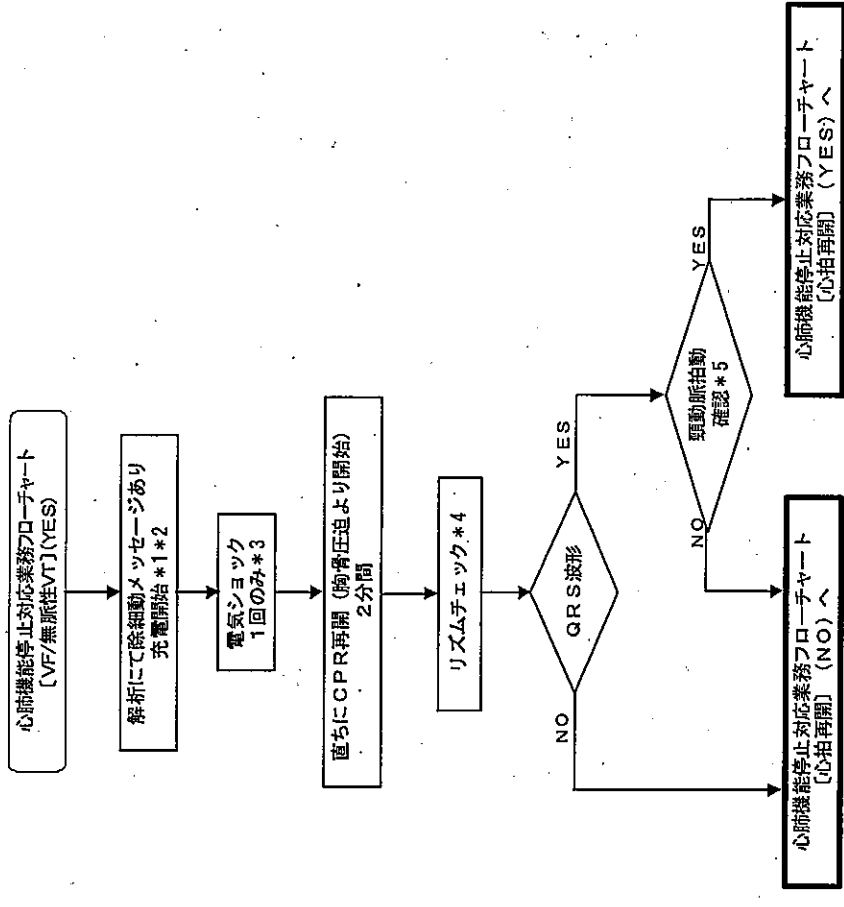 心肺機能停止対応業務フローチャート
〔VF/無脈性VT〕(YES)
解析にて除細動メッセージあり
充電開始*1*2
電気ショック
1回のみ*3
直ちにCPR再開(胸骨圧迫より開始)
2分間
リズムチェック*4
QRS波形
NO
YES
頸動脈拍動
確認*5
NO
YES
心肺機能停止対応業務フローチャート
〔心拍再開〕(NO)へ
心肺機能停止対応業務フローチャート
〔心拍再開〕(YES)へ